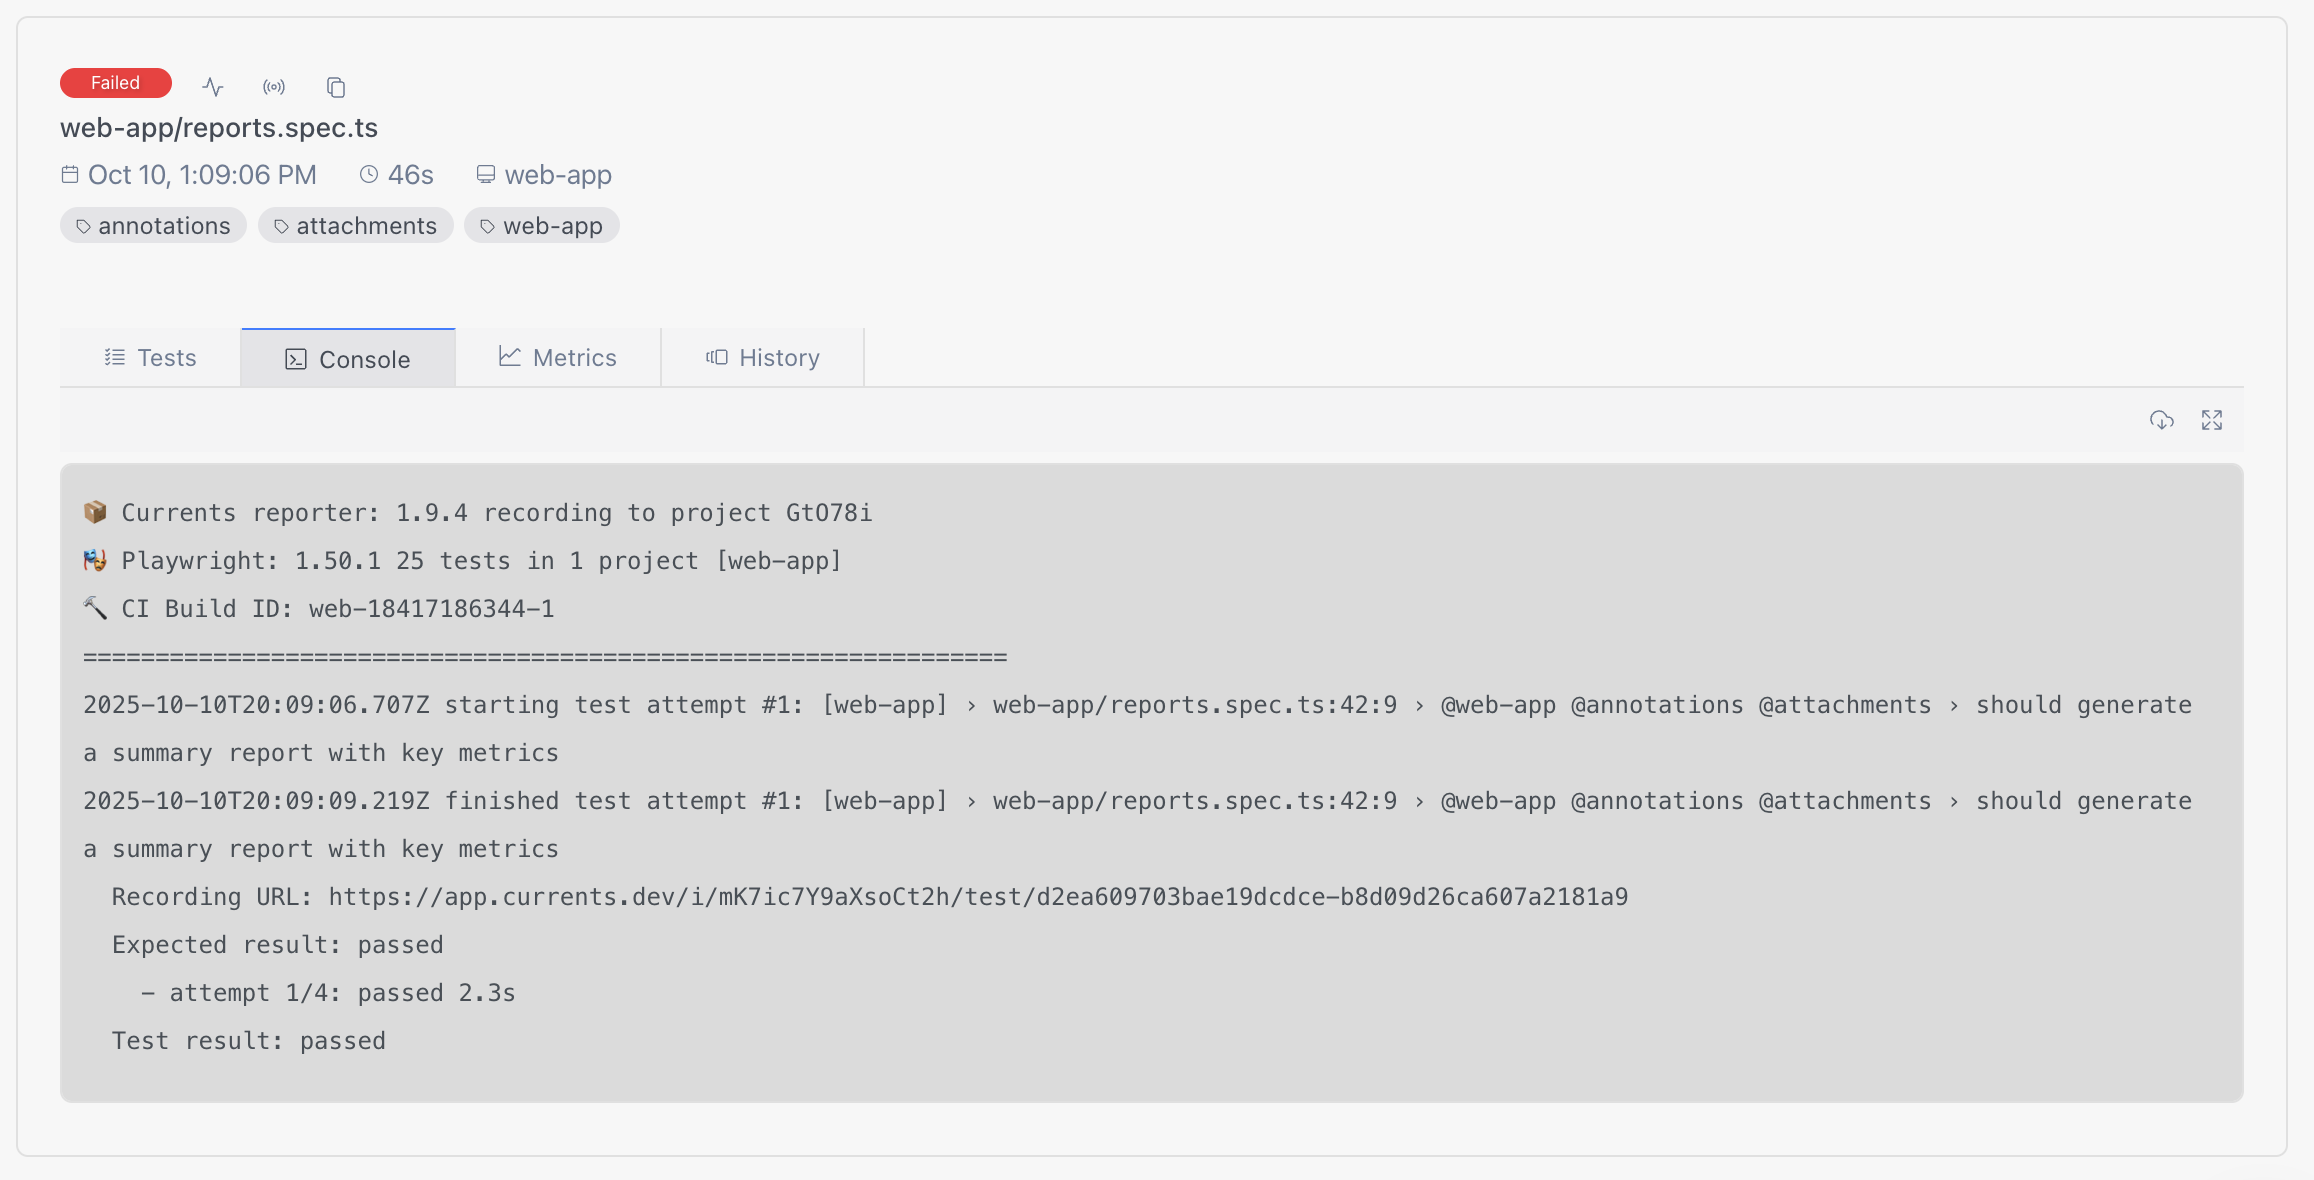 Failed
web-app/reports.spec.ts
Oct 10, 1:09:06 PM 46s web-app
annotations attachments web-app
Tests Console Metrics History
📦 Currents reporter: 1.9.4 recording to project GtO78i
🎭 Playwright: 1.50.1 25 tests in 1 project [web-app]
🔨 CI Build ID: web-18417186344-1
================================================================
2025-10-10T20:09:06.707Z starting test attempt #1: [web-app] › web-app/reports.spec.ts:42:9 › @web-app @annotations @attachments › should generate
a summary report with key metrics
2025-10-10T20:09:09.219Z finished test attempt #1: [web-app] › web-app/reports.spec.ts:42:9 › @web-app @annotations @attachments › should generate
a summary report with key metrics
Recording URL: https://app.currents.dev/i/mK7ic7Y9aXsoCt2h/test/d2ea609703bae19dcdce-b8d09d26ca607a2181a9
Expected result: passed
- attempt 1/4: passed 2.3s
Test result: passed